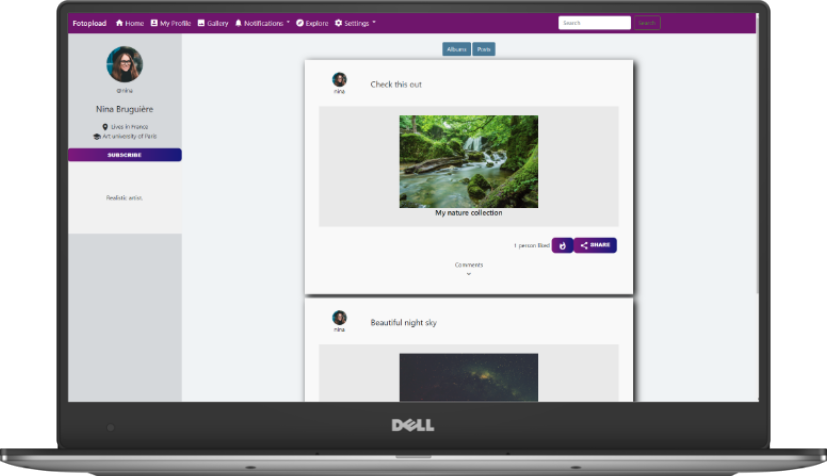 Fotopload Home My Profile Gallery Notifications Explore Settings Search Search
@nina
Nina Bruguière
Lives in France
Art university of Paris
SUBSCRIBE
Realistic artist.
Albums Posts
nina
Check this out
My nature collection
1 person liked SHARE
Comments
nina
Beautiful night sky
DELL